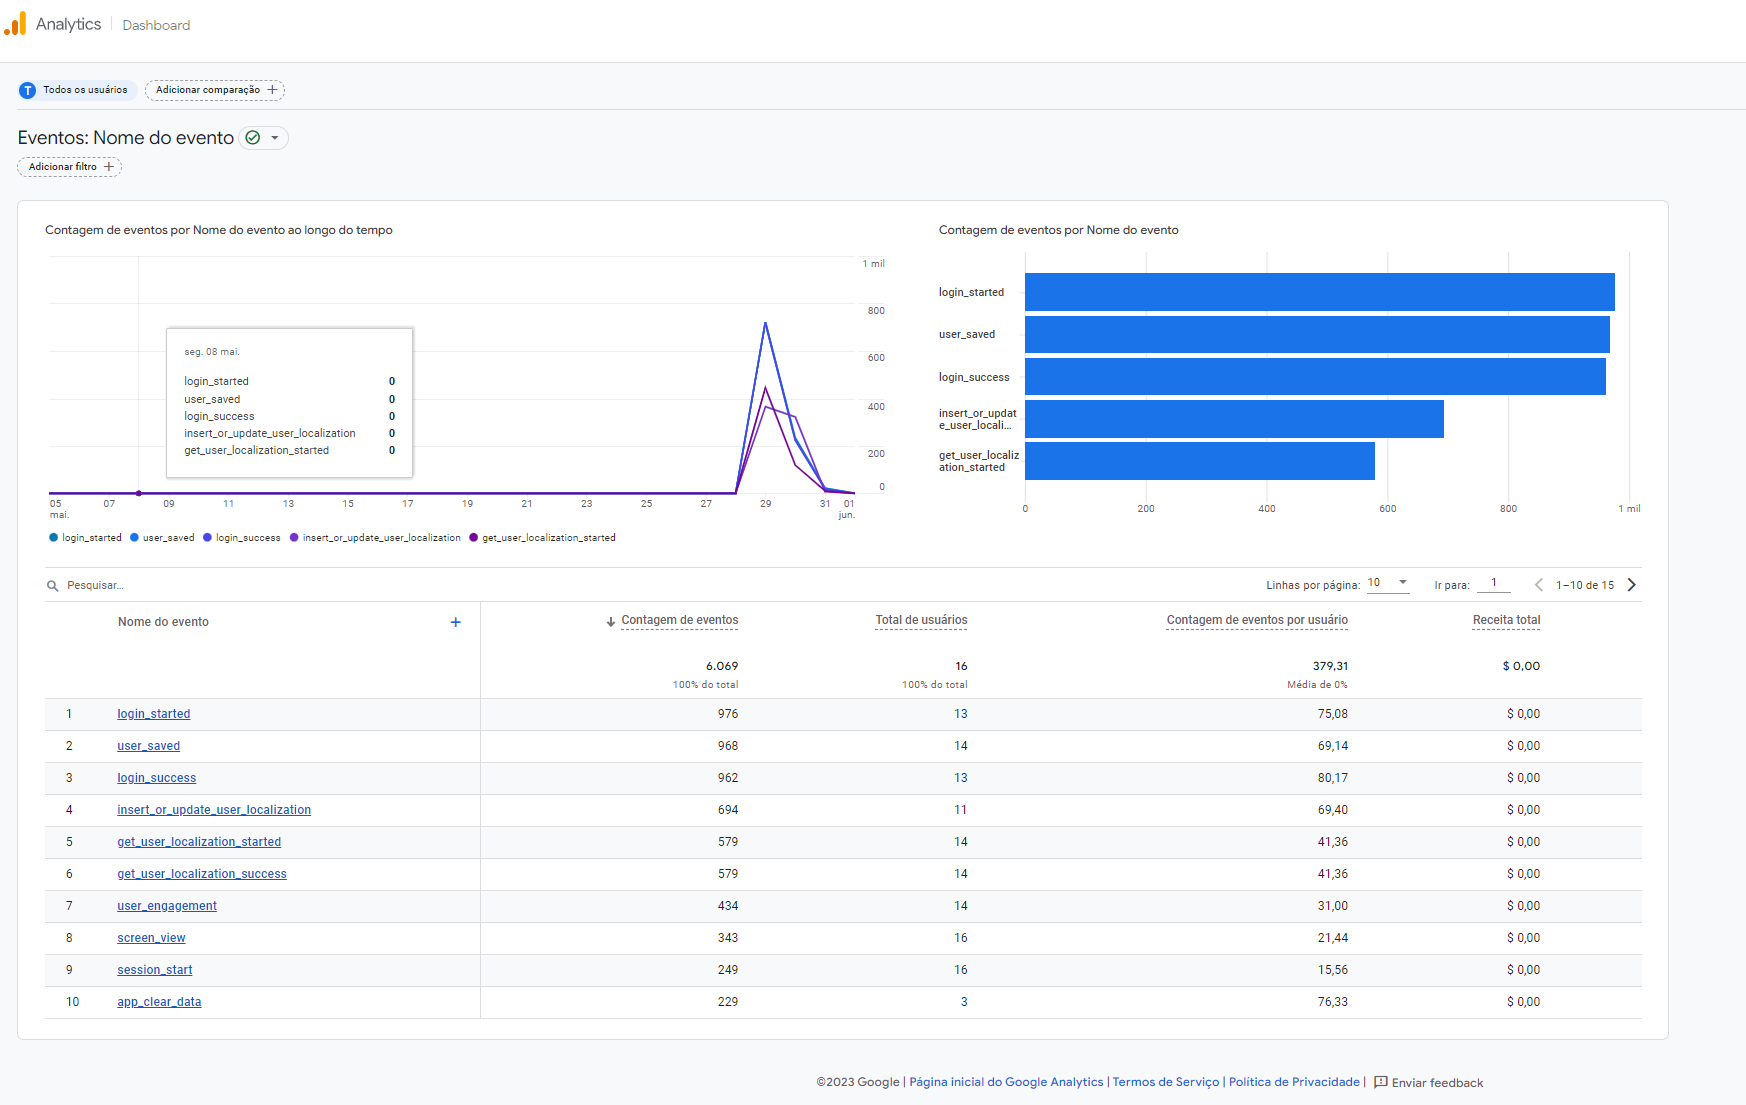 Analytics Dashboard
T Todos os usuários Adicionar comparação +
Eventos: Nome do evento
Adicionar filtro +
Contagem de eventos por Nome do evento ao longo do tempo
1 mil
800
600
400
200
0
seg. 08 mai.
login_started 0
user_saved 0
login_success 0
insert_or_update_user_localization 0
get_user_localization_started 0
05 07 09 11 13 15 17 19 21 23 25 27 29 31 01
mai. jun.
login_started user_saved login_success insert_or_update_user_localization get_user_localization_started
Contagem de eventos por Nome do evento
login_started
user_saved
login_success
insert_or_updat
e_user_locali...
get_user_localiz
ation_started
0 200 400 600 800 1 mil
Pesquisar... Linhas por página: 10 Ir para: 1 1–10 de 15
Nome do evento + Contagem de eventos Total de usuários Contagem de eventos por usuário Receita total
6.069 16 379,31 $ 0,00
100% do total 100% do total Média de 0%
1 login_started 976 13 75,08 $ 0,00
2 user_saved 968 14 69,14 $ 0,00
3 login_success 962 13 80,17 $ 0,00
4 insert_or_update_user_localization 694 11 69,40 $ 0,00
5 get_user_localization_started 579 14 41,36 $ 0,00
6 get_user_localization_success 579 14 41,36 $ 0,00
7 user_engagement 434 14 31,00 $ 0,00
8 screen_view 343 16 21,44 $ 0,00
9 session_start 249 16 15,56 $ 0,00
10 app_clear_data 229 3 76,33 $ 0,00
©2023 Google | Página inicial do Google Analytics | Termos de Serviço | Política de Privacidade | Enviar feedback